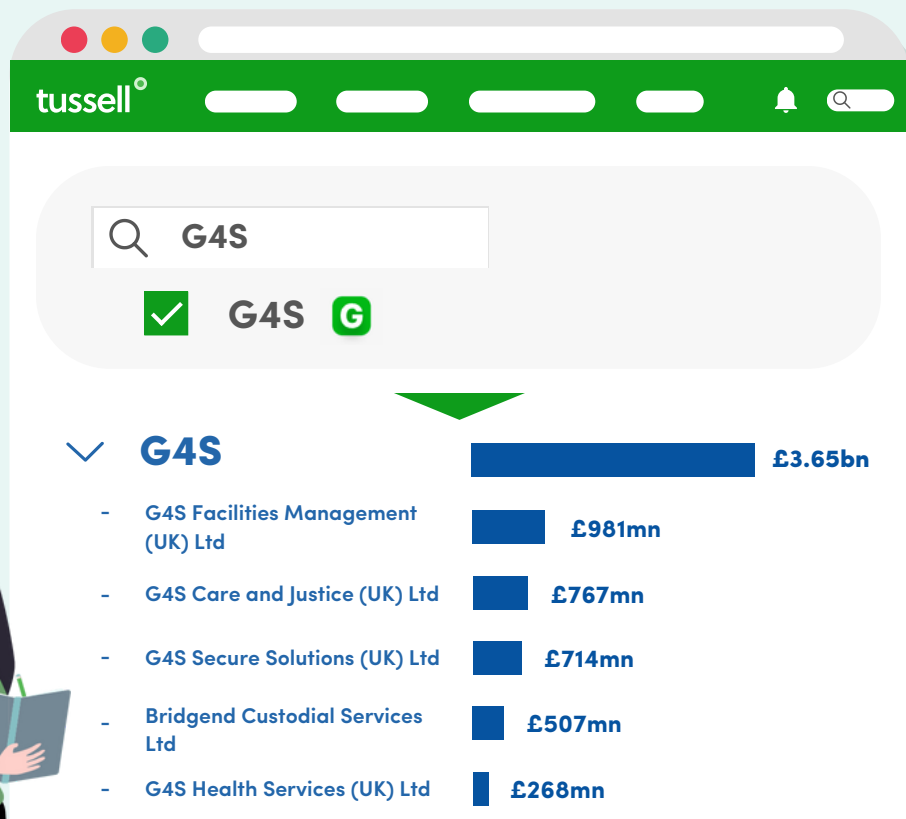 tussell
G4S
G4S G
G4S £3.65bn
- G4S Facilities Management
(UK) Ltd
£981mn
- G4S Care and Justice (UK) Ltd £767mn
- G4S Secure Solutions (UK) Ltd £714mn
- Bridgend Custodial Services
Ltd
£507mn
- G4S Health Services (UK) Ltd £268mn